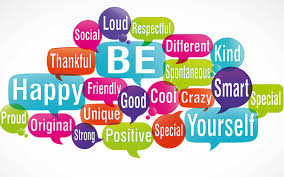 Loud
Respectful
Social
BE
Different
Kind
Thankful
Spontaneous
Happy
Friendly
Good
Cool
Crazy
Smart
Special
Proud
Original
Unique
Strong
Positive
Special
Yourself